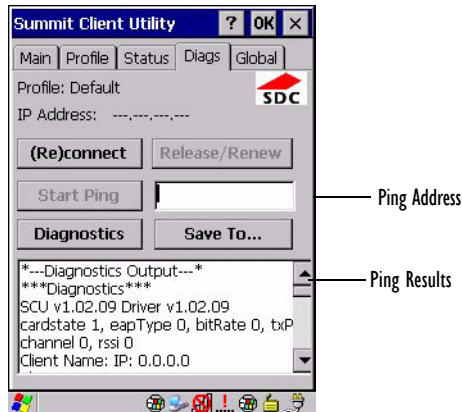 Summit Client Utility ? OK ×
Main Profile Status Diags Global
Profile: Default
SDC
IP Address: ---.---.---.---
(Re)connect Release/Renew
Start Ping
Ping Address
Diagnostics Save To...
*---Diagnostics Output---*
Ping Results
***Diagnostics***
SCU v1.02.09 Driver v1.02.09
cardstate 1, eapType 0, bitRate 0, txP
channel 0, rssi 0
Client Name: IP: 0.0.0.0